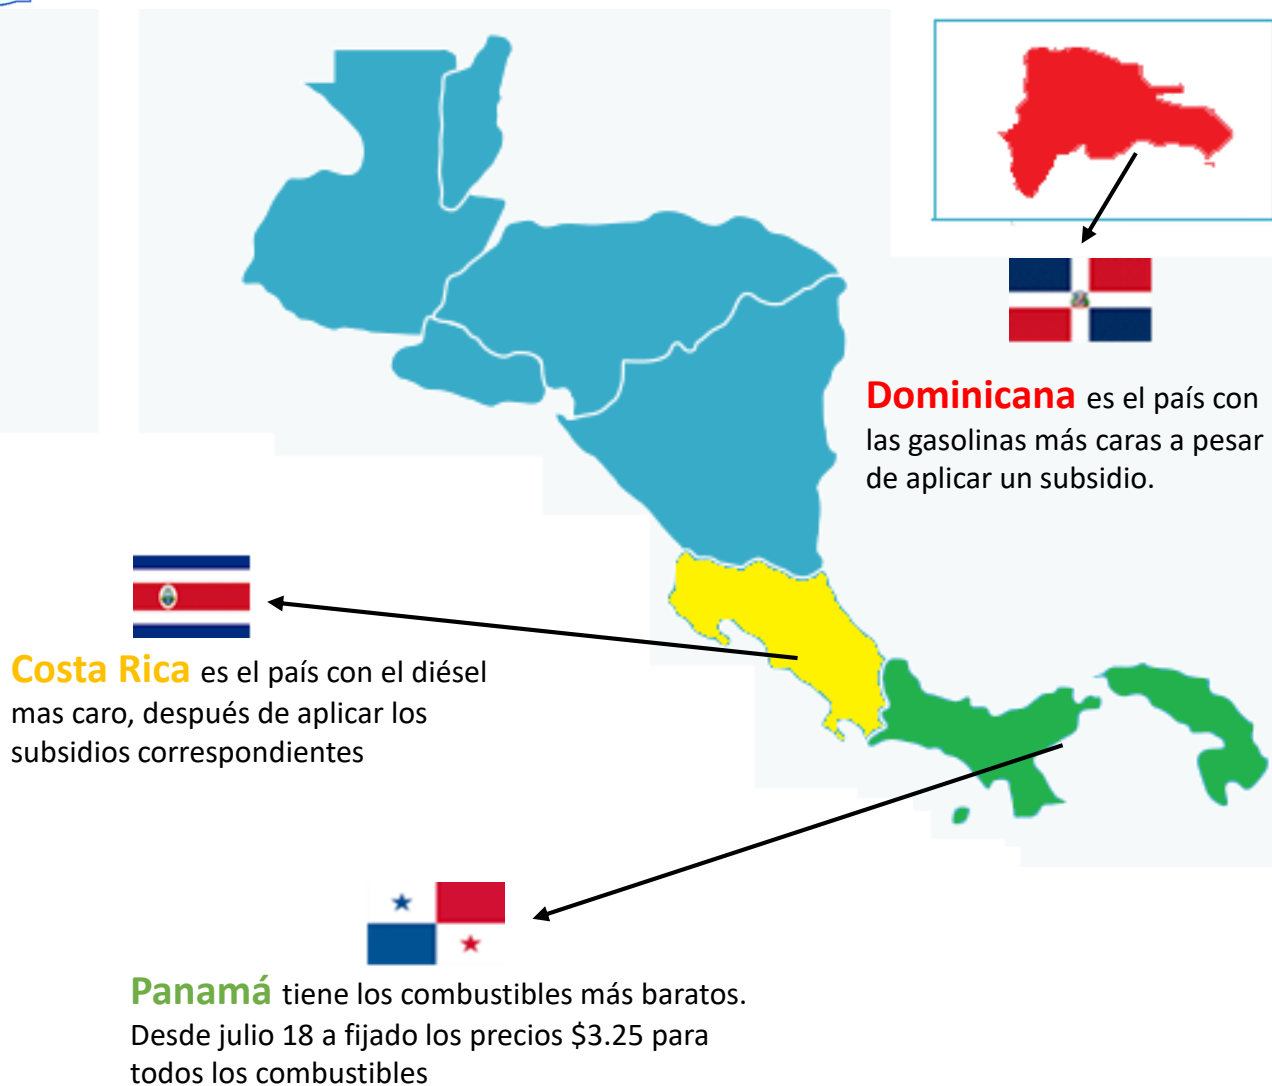 Dominicana es el país con
las gasolinas más caras a pesar
de aplicar un subsidio.
Costa Rica es el país con el diésel
mas caro, después de aplicar los
subsidios correspondientes
Panamá tiene los combustibles más baratos.
Desde julio 18 a fijado los precios $3.25 para
todos los combustibles